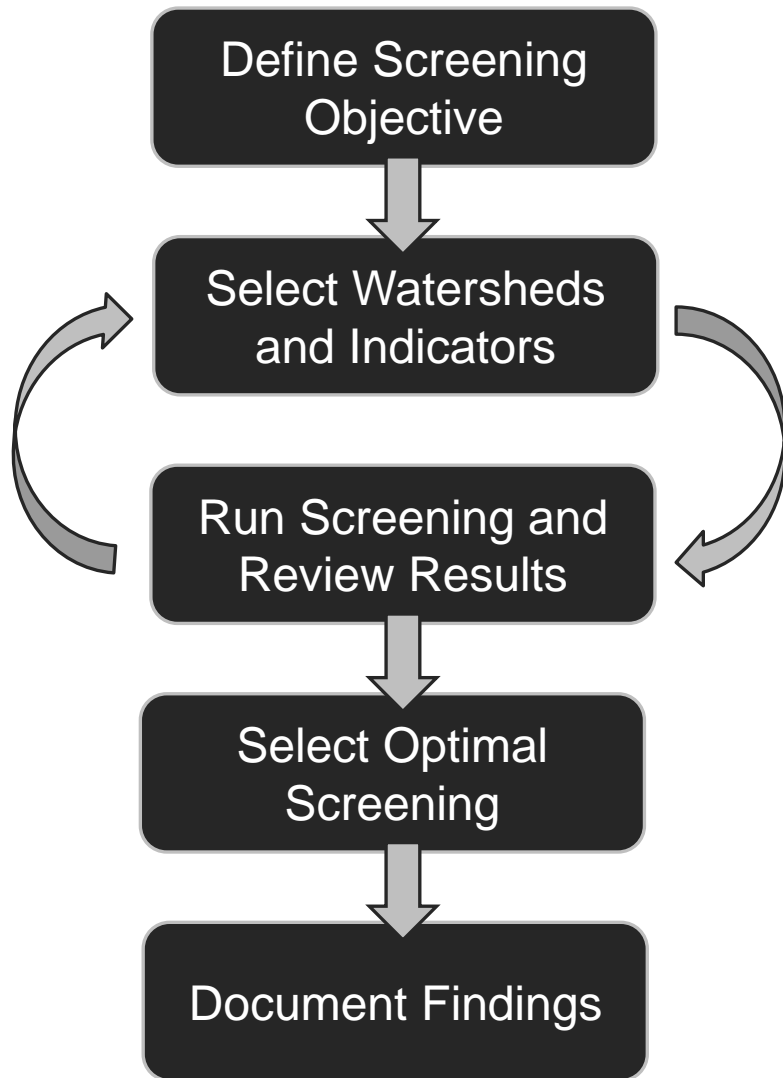 Define Screening
Objective
Select Watersheds
and Indicators
Run Screening and
Review Results
Select Optimal
Screening
Document Findings